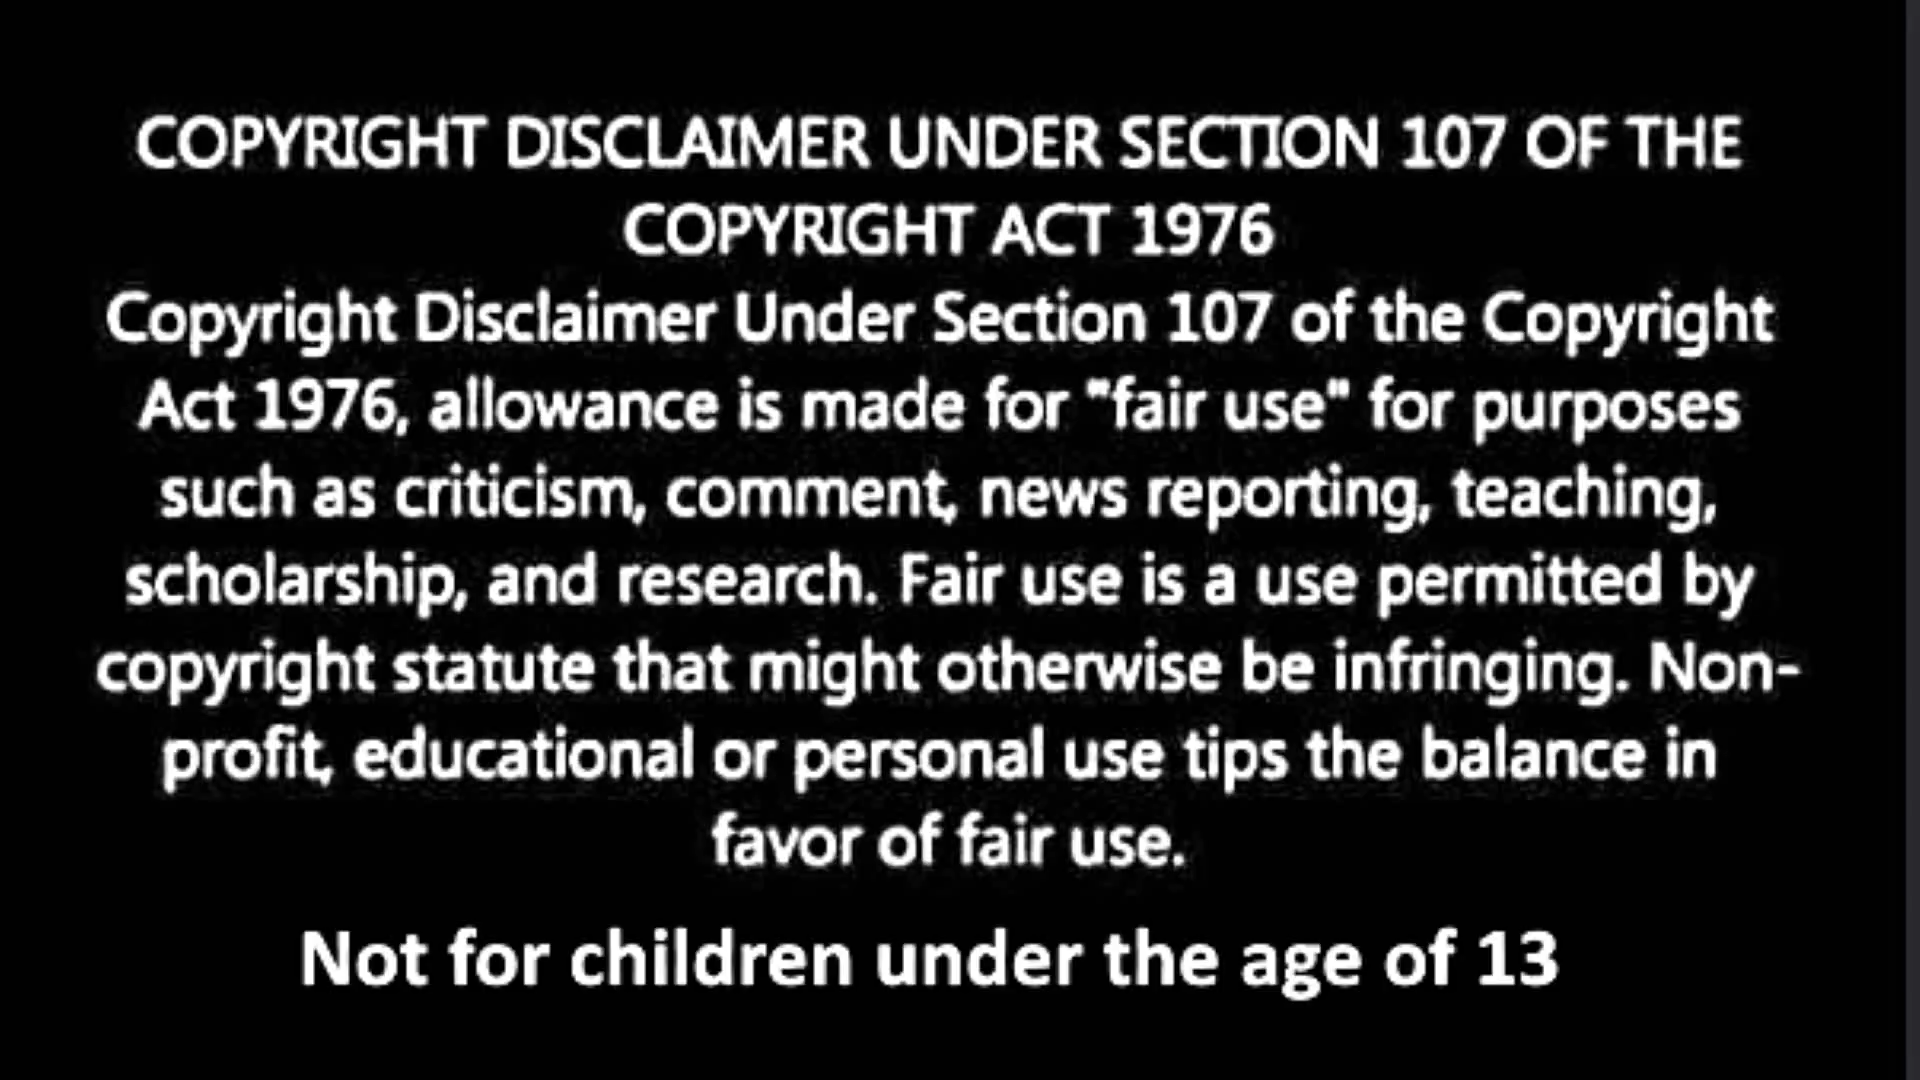 COPYRIGHT DISCLAIMER UNDER SECTION 107 OF THE
COPYRIGHT ACT 1976
Copyright Disclaimer Under Section 107 of the Copyright
Act 1976, allowance is made for "fair use" for purposes
such as criticism, comment, news reporting, teaching,
scholarship, and research. Fair use is a use permitted by
copyright statute that might otherwise be infringing. Non-
profit, educational or personal use tips the balance in
favor of fair use.
Not for children under the age of 13